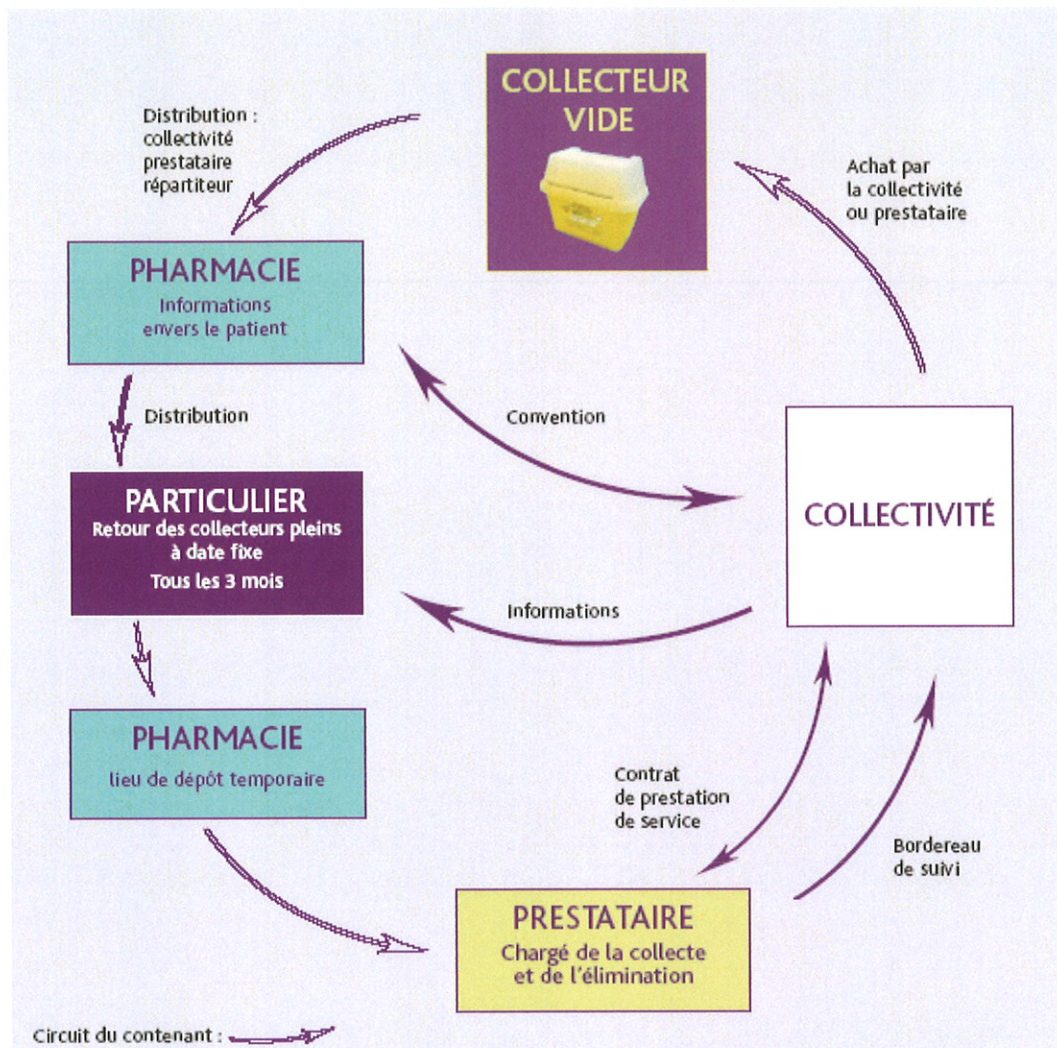 COLLECTEUR
VIDE
Distribution :
collectivité
prestataire
répartiteur
Achat par
la collectivité
ou prestataire
PHARMACIE
Informations
envers le patient
Distribution
Convention
PARTICULIER
Retour des collecteurs pleins
à date fixe
Tous les 3 mois
COLLECTIVITÉ
Informations
PHARMACIE
lieu de dépôt temporaire
Contrat
de prestation
de service
Bordereau
de suivi
PRESTATAIRE
Chargé de la collecte
et de l'élimination
Circuit du contenant :